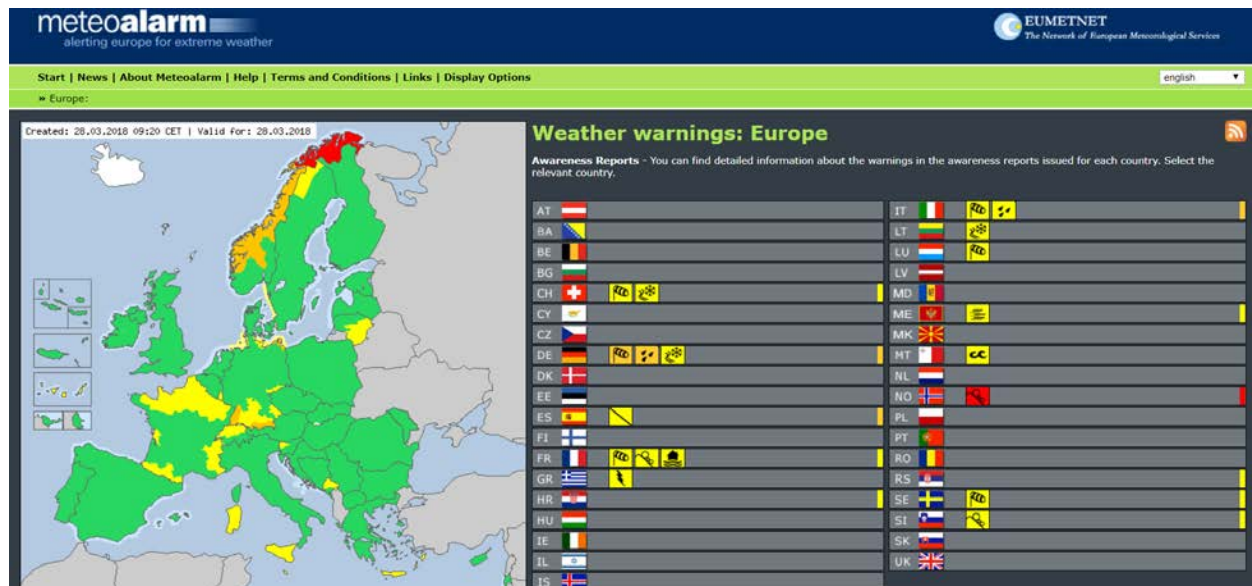 meteoalarm
alerting europe for extreme weather
EUMETNET
The Network of European Meteorological Services
Start | News | About Meteoalarm | Help | Terms and Conditions | Links | Display Options
english
» Europe:
Created: 28.03.2018 09:20 CET | Valid for: 28.03.2018
Weather warnings: Europe
Awareness Reports - You can find detailed information about the warnings in the awareness reports issued for each country. Select the
relevant country.
AT
BA
BE
BG
CH
CY
CZ
DE
DK
EE
ES
FI
FR
GR
HR
HU
IE
IL
IS
IT
LT
LU
LV
MD
ME
MK
MT
NL
NO
PL
PT
RO
RS
SE
SI
SK
UK